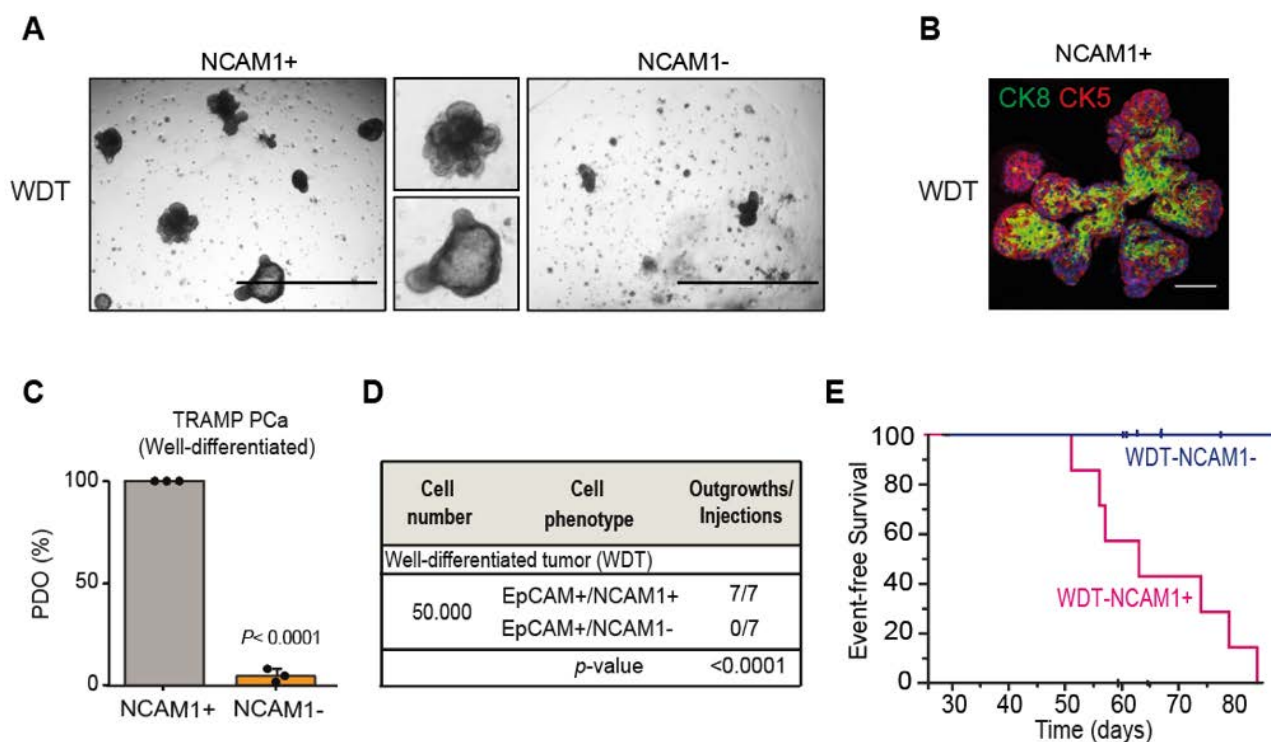 A
NCAM1+
NCAM1-
WDT
B
NCAM1+
CK8 CK5
WDT
C
TRAMP PCa
(Well-differentiated)
PDO (%)
100
50
0
P< 0.0001
NCAM1+
NCAM1-
D
Cell number
Cell phenotype
Outgrowths/ Injections
Well-differentiated tumor (WDT)
50.000
EpCAM+/NCAM1+ 7/7
EpCAM+/NCAM1- 0/7
p-value <0.0001
E
Event-free Survival
100
80
60
40
20
0
WDT-NCAM1-
WDT-NCAM1+
30 40 50 60 70 80
Time (days)